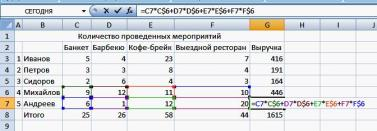 СЕГОДНЯ =C7*C$6+D7*D$6+E7*E$6+F7*F$6
A B C D E F G H I J
1 Количество проведенных мероприятий
2 Банкет Барбекю Кофе-брейк Выездной ресторан Выручка
3 1 Иванов 5 4 23 7 416
4 2 Петров 3 3 8 4 191
5 3 Сидоров 2 6 4 3 164
6 4 Михайлов 9 12 11 10 446
7 5 Андреев 6 1 12 20 =C7*C$6+D7*D$6+E7*E$6+F7*F$6
8 Итого 25 26 58 44 1615